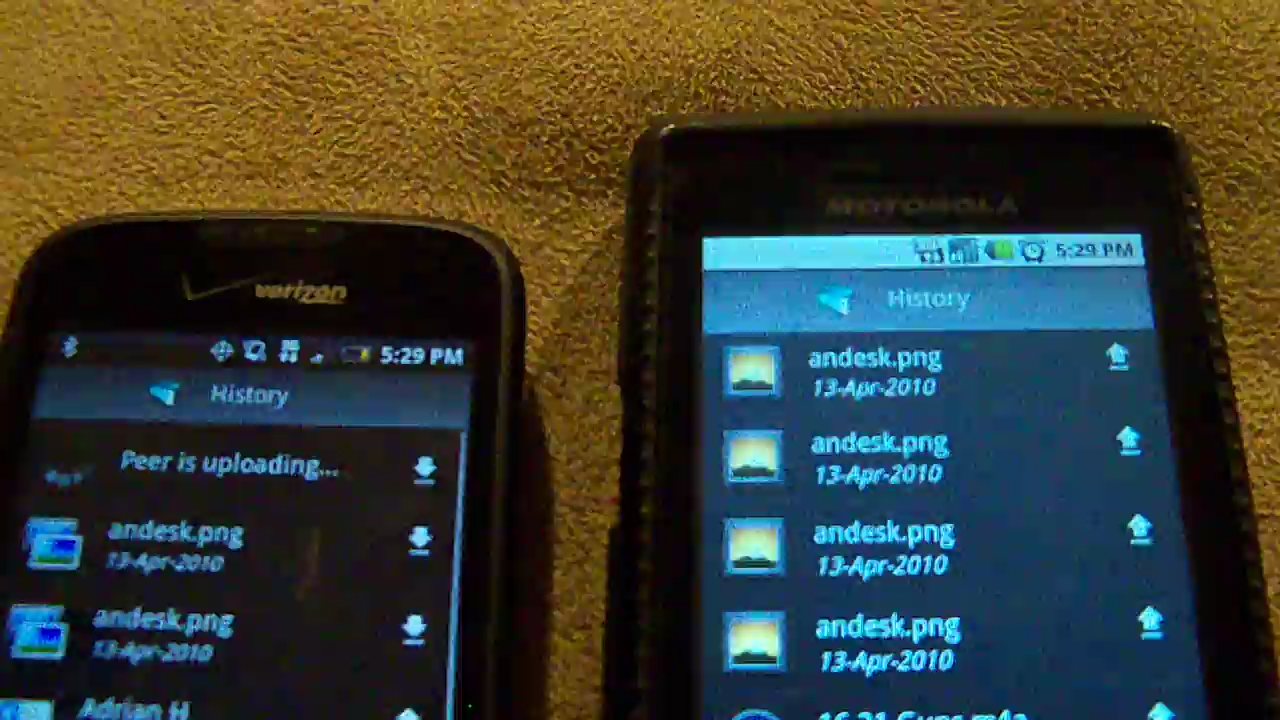 verizon
5:29 PM
History
Peer is uploading...
andesk.png
13-Apr-2010
andesk.png
13-Apr-2010
Adrian H
MOTOROLA
5:29 PM
History
andesk.png
13-Apr-2010
andesk.png
13-Apr-2010
andesk.png
13-Apr-2010
andesk.png
13-Apr-2010